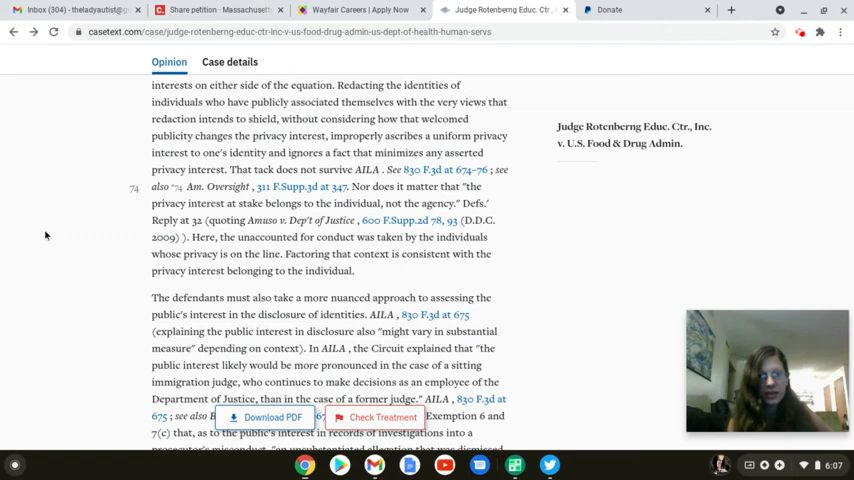 Inbox (304) - theladyautist@g
Share petition · Massachusett
Wayfair Careers | Apply Now
Judge Rotenberng Educ. Ctr., I
Donate
casetext.com/case/judge-rotenberng-educ-ctr-inc-v-us-food-drug-admin-us-dept-of-health-human-servs
Opinion Case details
interests on either side of the equation. Redacting the identities of
individuals who have publicly associated themselves with the very views that
redaction intends to shield, without considering how that welcomed
publicity changes the privacy interest, improperly ascribes a uniform privacy
interest to one's identity and ignores a fact that minimizes any asserted
privacy interest. That tack does not survive AILA . See 830 F.3d at 674–76 ; see
74 also *74 Am. Oversight , 311 F.Supp.3d at 347. Nor does it matter that "the
privacy interest at stake belongs to the individual, not the agency." Defs.'
Reply at 32 (quoting Amuso v. Dep't of Justice , 600 F.Supp.2d 78, 93 (D.D.C.
2009) ). Here, the unaccounted for conduct was taken by the individuals
whose privacy is on the line. Factoring that context is consistent with the
privacy interest belonging to the individual.
The defendants must also take a more nuanced approach to assessing the
public's interest in the disclosure of identities. AILA , 830 F.3d at 675
(explaining the public interest in disclosure also "might vary in substantial
measure" depending on context). In AILA , the Circuit explained that "the
public interest likely would be more pronounced in the case of a sitting
immigration judge, who continues to make decisions as an employee of the
Department of Justice, than in the case of a former judge." AILA , 830 F.3d at
675 ; see also B
Download PDF
Check Treatment
Exemption 6 and
7(c) that, as to the public's interest in records of investigations into a
prosecutor's misconduct, "an unsubstantiated allegation that was dismissed
Judge Rotenberng Educ. Ctr., Inc.
v. U.S. Food & Drug Admin.
6:07